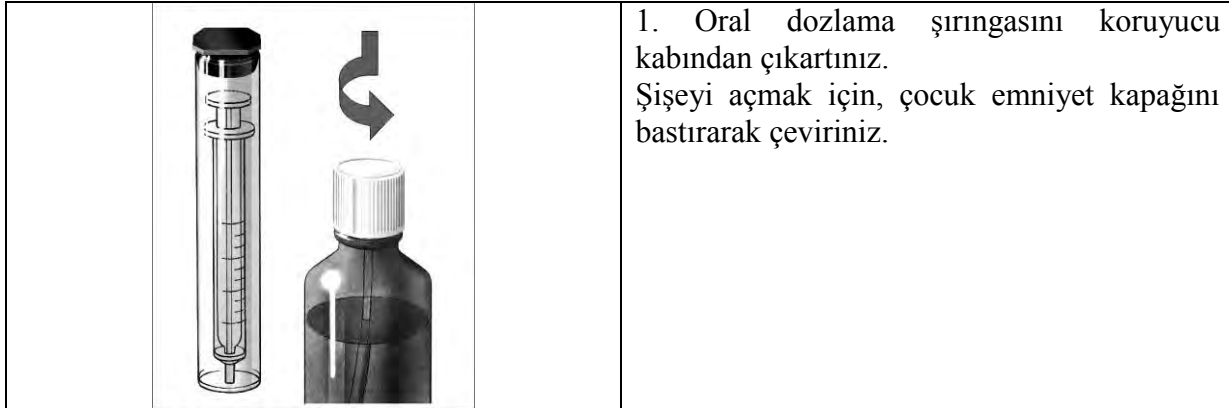 1. Oral dozlama şırıngasını koruyucu
kabından çıkartınız.
Şişeyi açmak için, çocuk emniyet kapağını
bastırarak çeviriniz.